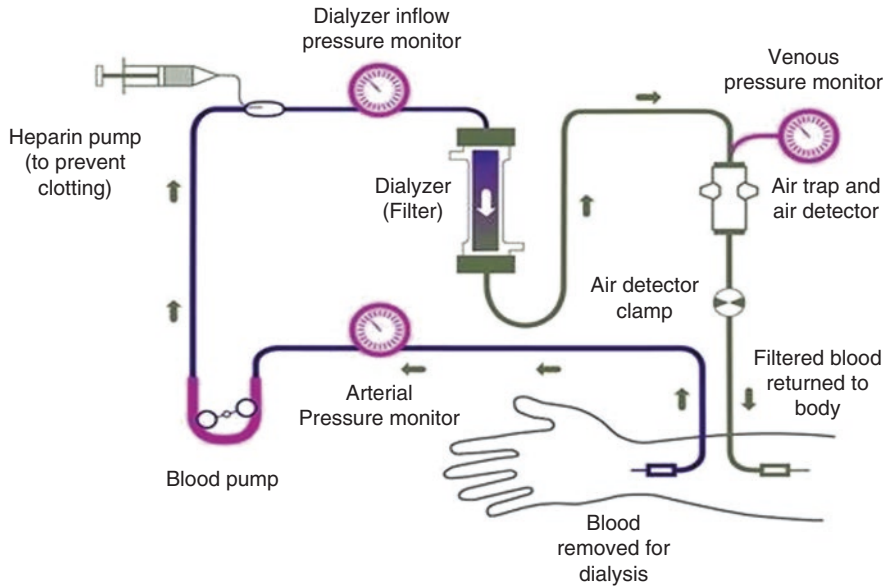 Dialyzer inflow
pressure monitor
Venous
pressure monitor
Heparin pump
(to prevent
clotting)
Dialyzer
(Filter)
Air trap and
air detector
Air detector
clamp
Arterial
Pressure monitor
Filtered blood
returned to
body
Blood pump
Blood
removed for
dialysis